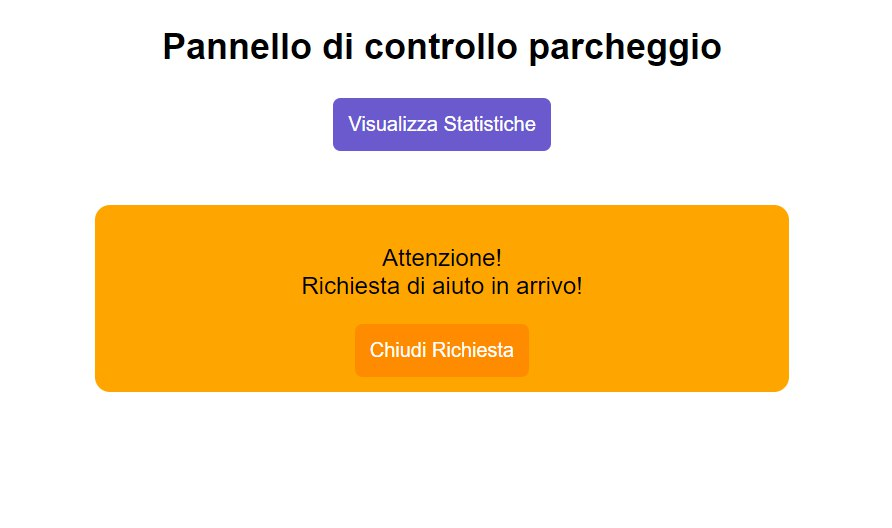 Pannello di controllo parcheggio
Visualizza Statistiche
Attenzione!
Richiesta di aiuto in arrivo!
Chiudi Richiesta